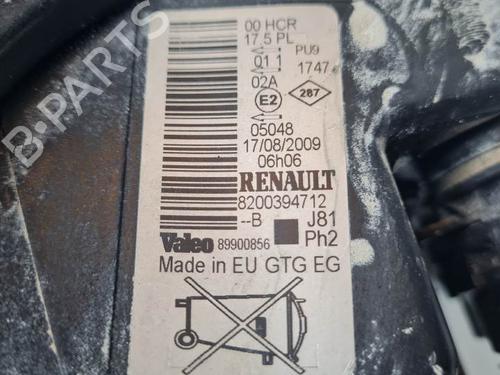 00 HCR
17.5 PL
PU9
01 1
1747
02A
E2
287
05048
17/08/2009
06h06
RENAULT
8200394712
--B
J81
Valeo 89900856
Ph2
Made in EU GTG EG
B-PARTS